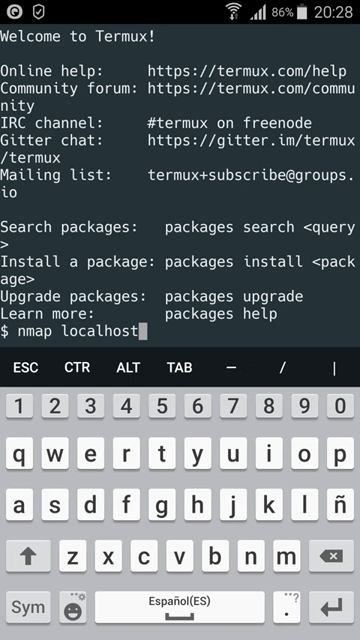 86% 20:28
Welcome to Termux!
Online help: https://termux.com/help
Community forum: https://termux.com/commu
nity
IRC channel: #termux on freenode
Gitter chat: https://gitter.im/termux
/termux
Mailing list: termux+subscribe@groups.
io
Search packages: packages search <query
>
Install a package: packages install <pack
age>
Upgrade packages: packages upgrade
Learn more: packages help
$ nmap localhost
ESC CTR ALT TAB — / |
1 2 3 4 5 6 7 8 9 0
q w e r t y u i o p
a s d f g h j k l ñ
z x c v b n m
Sym Español(ES) . ?